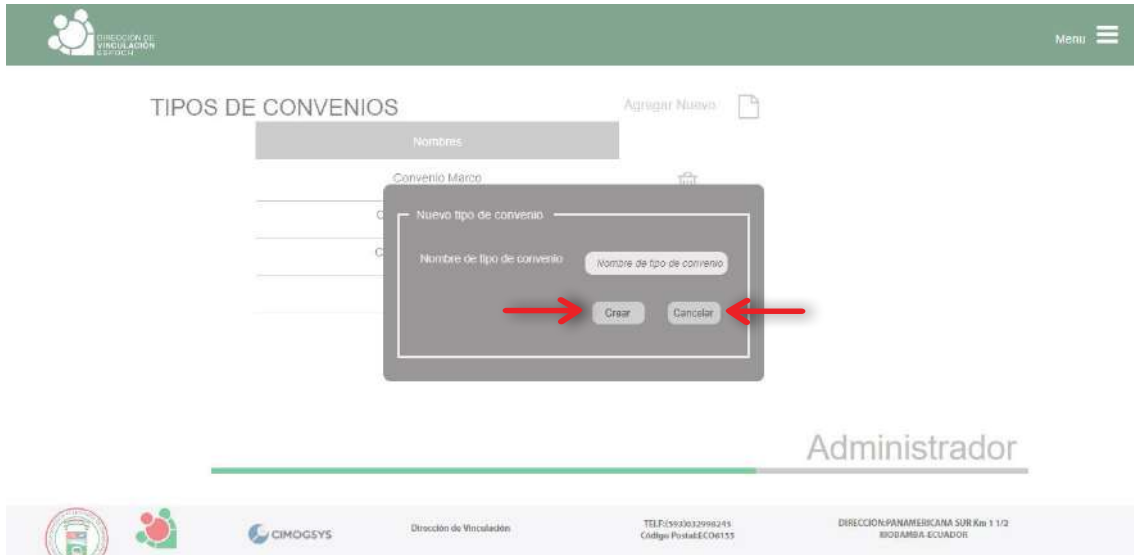 DIRECCIÓN DE
VINCULACIÓN
ESPOCH
Menu
TIPOS DE CONVENIOS
Agregar Nuevo
Nombres
Convenio Marco
C
Nuevo tipo de convenio
C
Nombre de tipo de convenio
Nombre de tipo de convenio
Crear
Cancelar
Administrador
CIMOGSYS
Dirección de Vinculación
TELF:(593)032998245
Código Postal:EC06155
DIRECCION:PANAMERICANA SUR Km 1 1/2
RIOBAMBA-ECUADOR